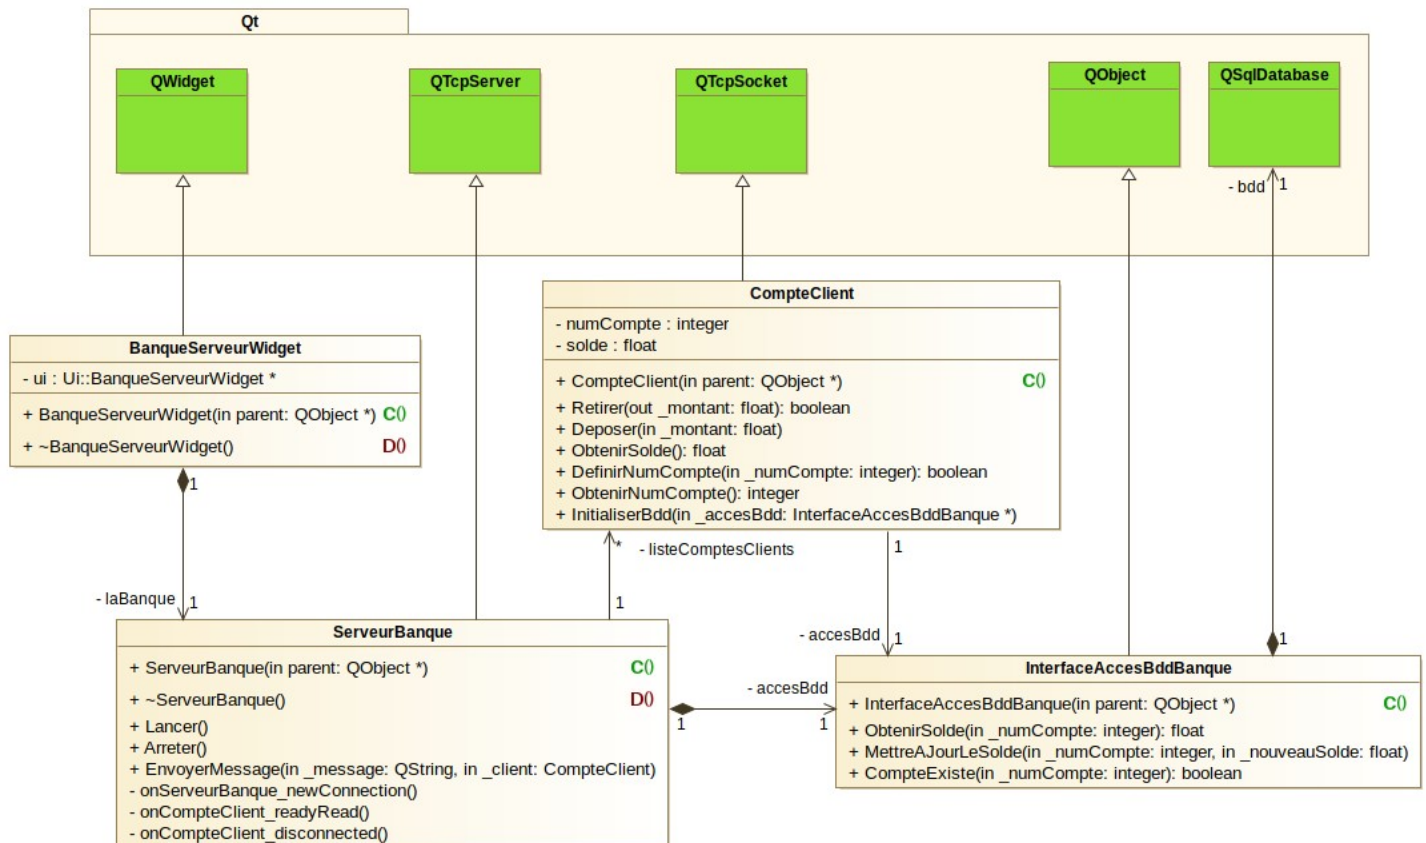 Qt
QWidget
QTcpServer
QTcpSocket
QObject
QSqlDatabase
- bdd
1
CompteClient
- numCompte : integer
- solde : float
+ CompteClient(in parent: QObject *) C()
+ Retirer(out _montant: float): boolean
+ Deposer(in _montant: float)
+ ObtenirSolde(): float
+ DefinirNumCompte(in _numCompte: integer): boolean
+ ObtenirNumCompte(): integer
+ InitialiserBdd(in _accesBdd: InterfaceAccesBddBanque *)
BanqueServeurWidget
- ui : Ui::BanqueServeurWidget *
+ BanqueServeurWidget(in parent: QObject *) C()
+ ~BanqueServeurWidget() D()
1
- laBanque
1
*
- listeComptesClients
1
1
- accesBdd
1
ServeurBanque
+ ServeurBanque(in parent: QObject *) C()
+ ~ServeurBanque() D()
+ Lancer()
+ Arreter()
+ EnvoyerMessage(in _message: QString, in _client: CompteClient)
- onServeurBanque_newConnection()
- onCompteClient_readyRead()
- onCompteClient_disconnected()
1
- accesBdd
1
1
InterfaceAccesBddBanque
+ InterfaceAccesBddBanque(in parent: QObject *) C()
+ ObtenirSolde(in _numCompte: integer): float
+ MettreAJourLeSolde(in _numCompte: integer, in _nouveauSolde: float)
+ CompteExiste(in _numCompte: integer): boolean